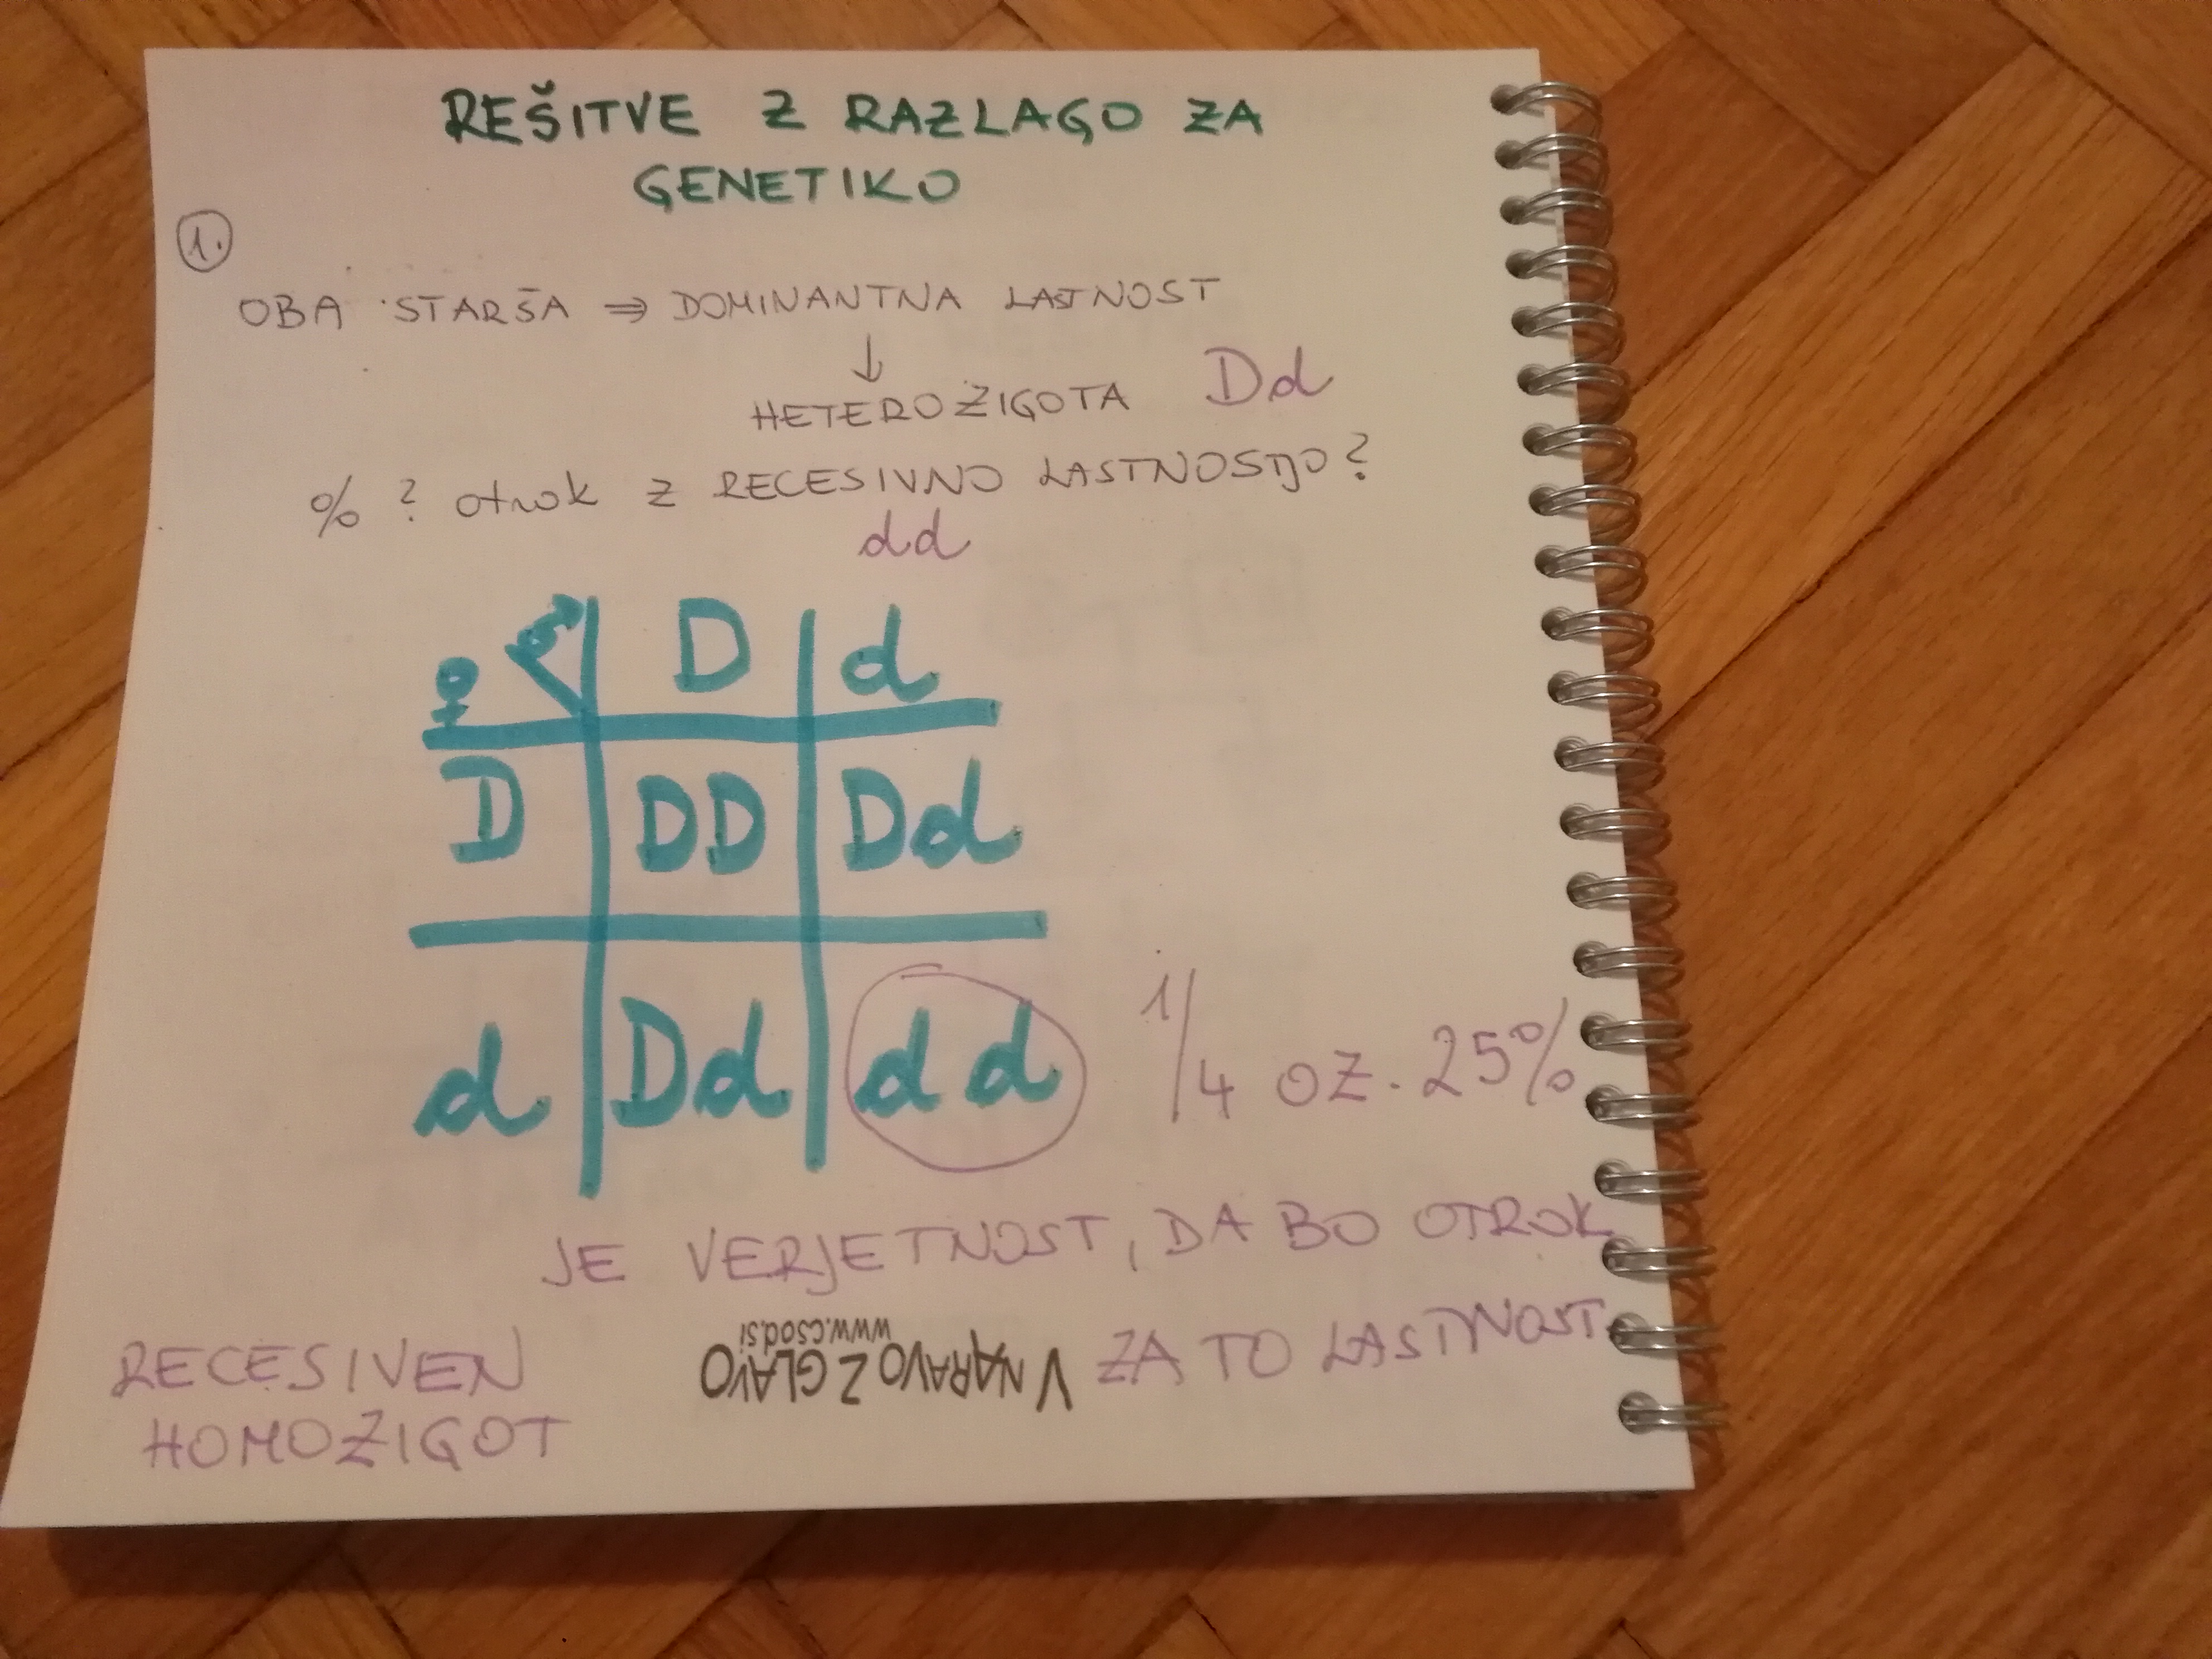 REŠITVE Z RAZLAGO ZA
GENETIKO
1.
OBA STARŠA ⇒ DOMINANTNA LASTNOST
↓
HETEROZIGOTA Dd
% ? otrok z RECESIVNO LASTNOSTJO?
dd
♀ ♂ D d
D DD Dd
d Dd dd 1/4 OZ. 25%
JE VERJETNOST, DA BO OTROK
RECESIVEN
HOMOZIGOT
ZA TO LASTNOST
V NARAVO Z GLAVO
www.csod.si